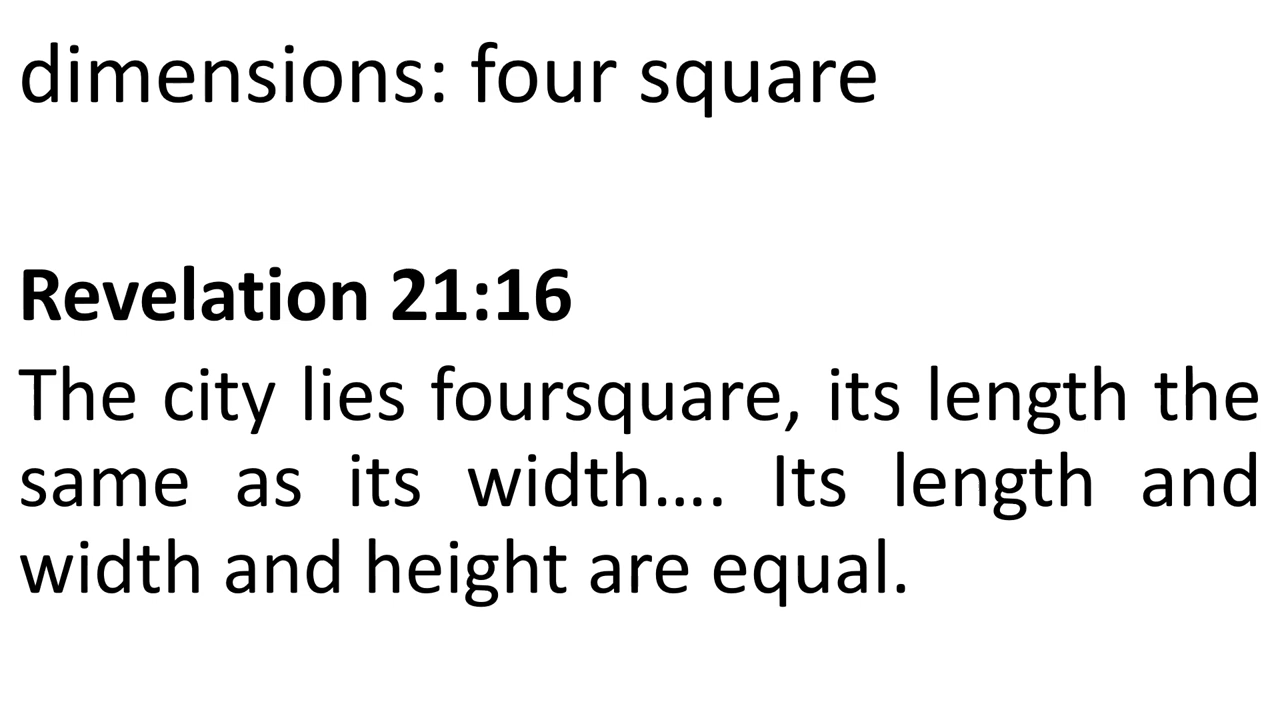 dimensions: four square
Revelation 21:16
The city lies foursquare, its length the
same as its width…. Its length and
width and height are equal.